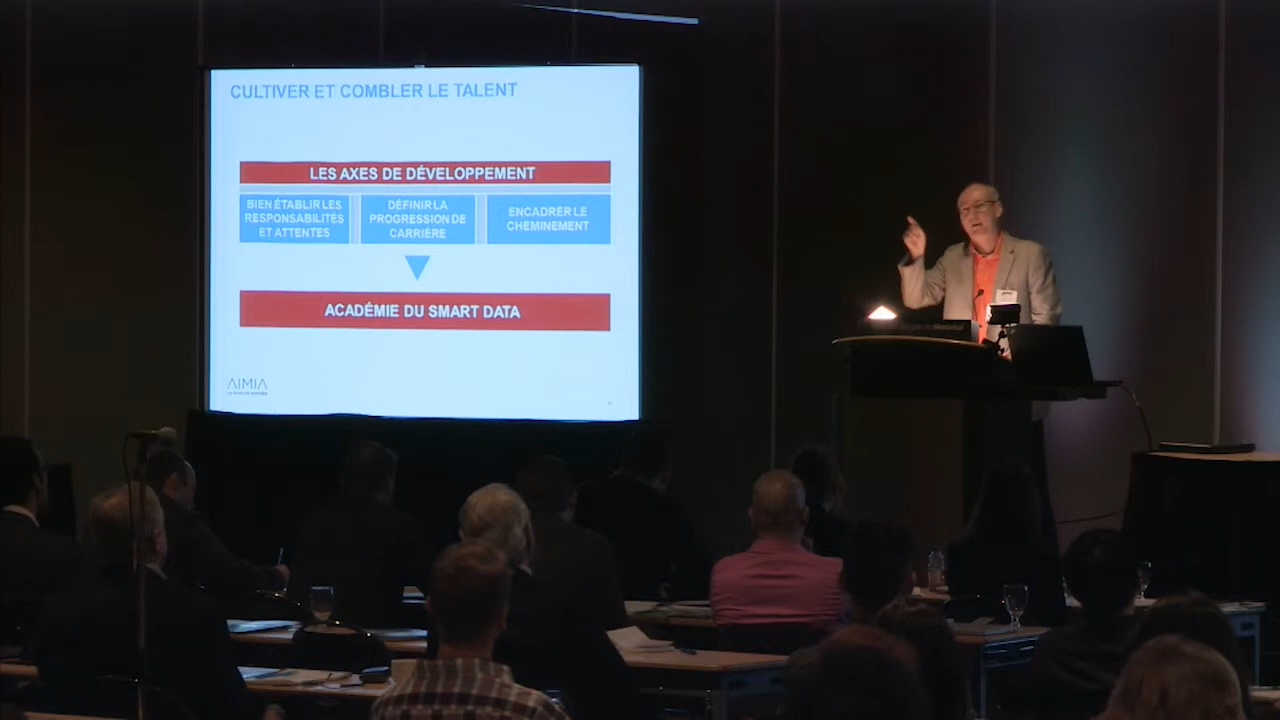 CULTIVER ET COMBLER LE TALENT
LES AXES DE DÉVELOPPEMENT
BIEN ÉTABLIR LES
RESPONSABILITÉS
ET ATTENTES
DÉFINIR LA
PROGRESSION DE
CARRIÈRE
ENCADRER LE
CHEMINEMENT
ACADÉMIE DU SMART DATA
AIMIA